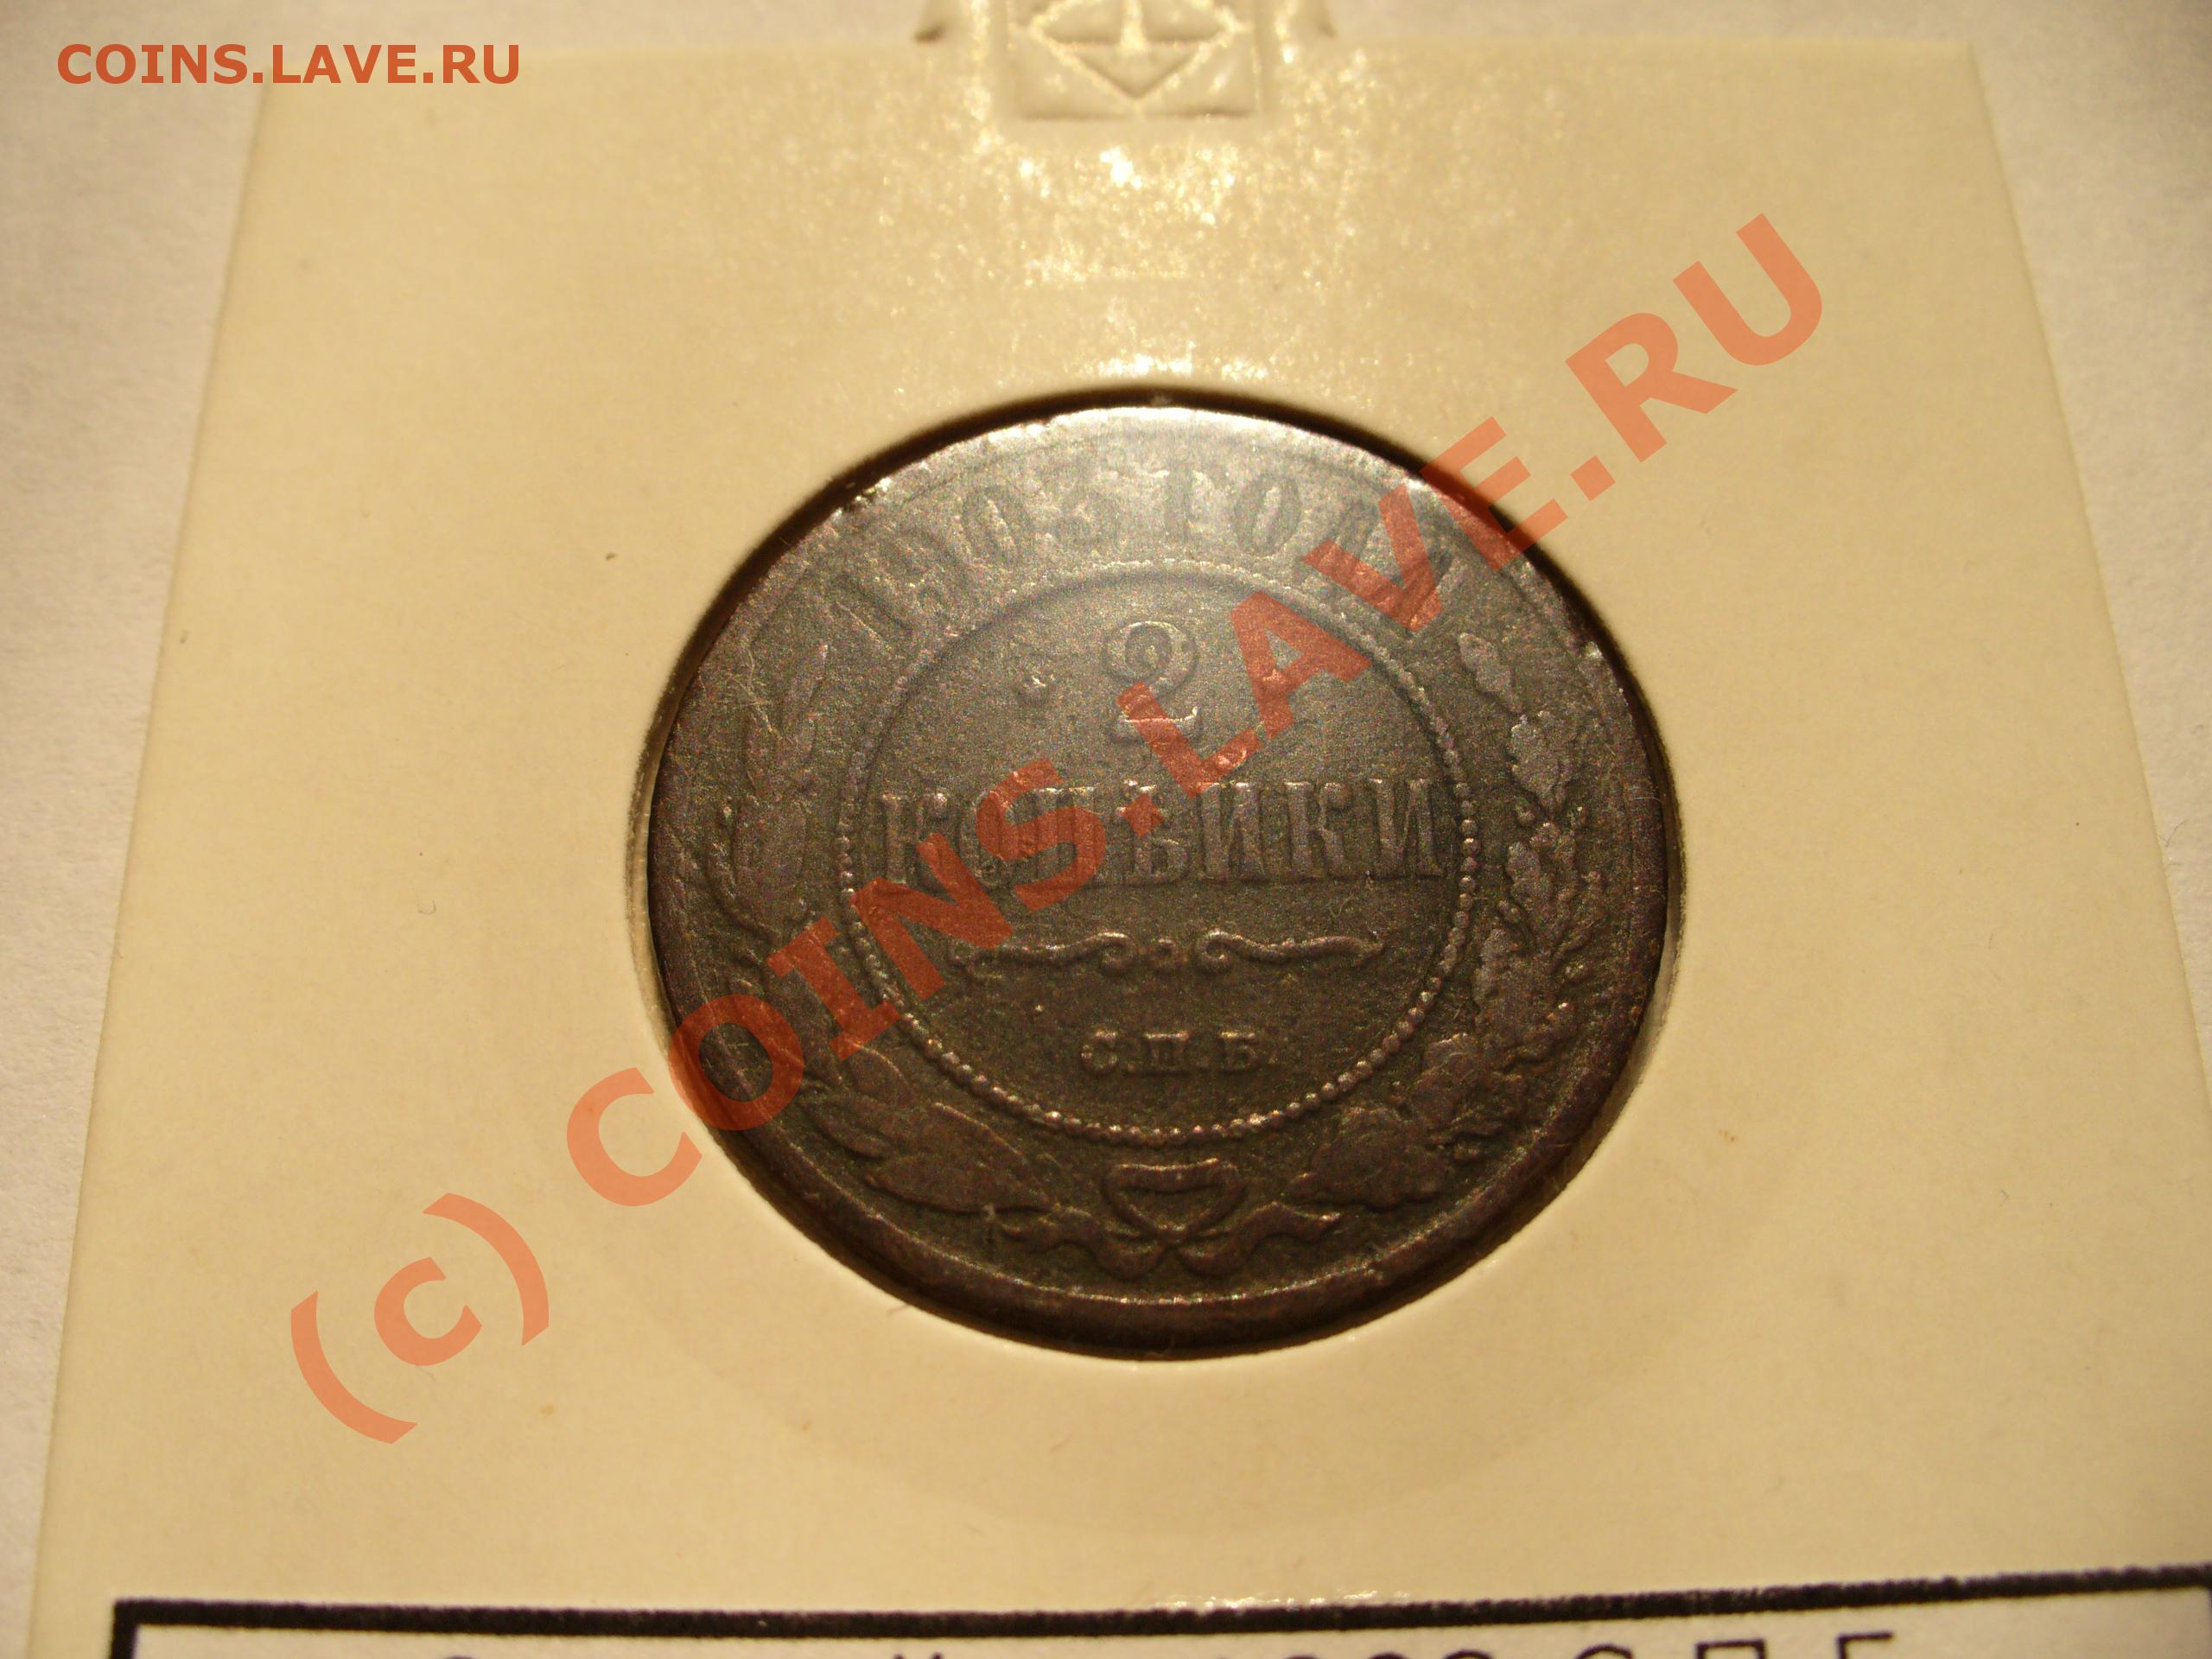 COINS.LAVE.RU
1903 ГОДА
2
КОПѢЙКИ
С.П.Б.
(c) COINS.LAVE.RU